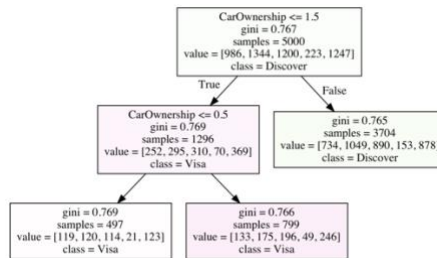 CarOwnership <= 1.5
gini = 0.767
samples = 5000
value = [986, 1344, 1200, 223, 1247]
class = Discover
True
False
CarOwnership <= 0.5
gini = 0.769
samples = 1296
value = [252, 295, 310, 70, 369]
class = Visa
gini = 0.765
samples = 3704
value = [734, 1049, 890, 153, 878]
class = Discover
gini = 0.769
samples = 497
value = [119, 120, 114, 21, 123]
class = Visa
gini = 0.766
samples = 799
value = [133, 175, 196, 49, 246]
class = Visa